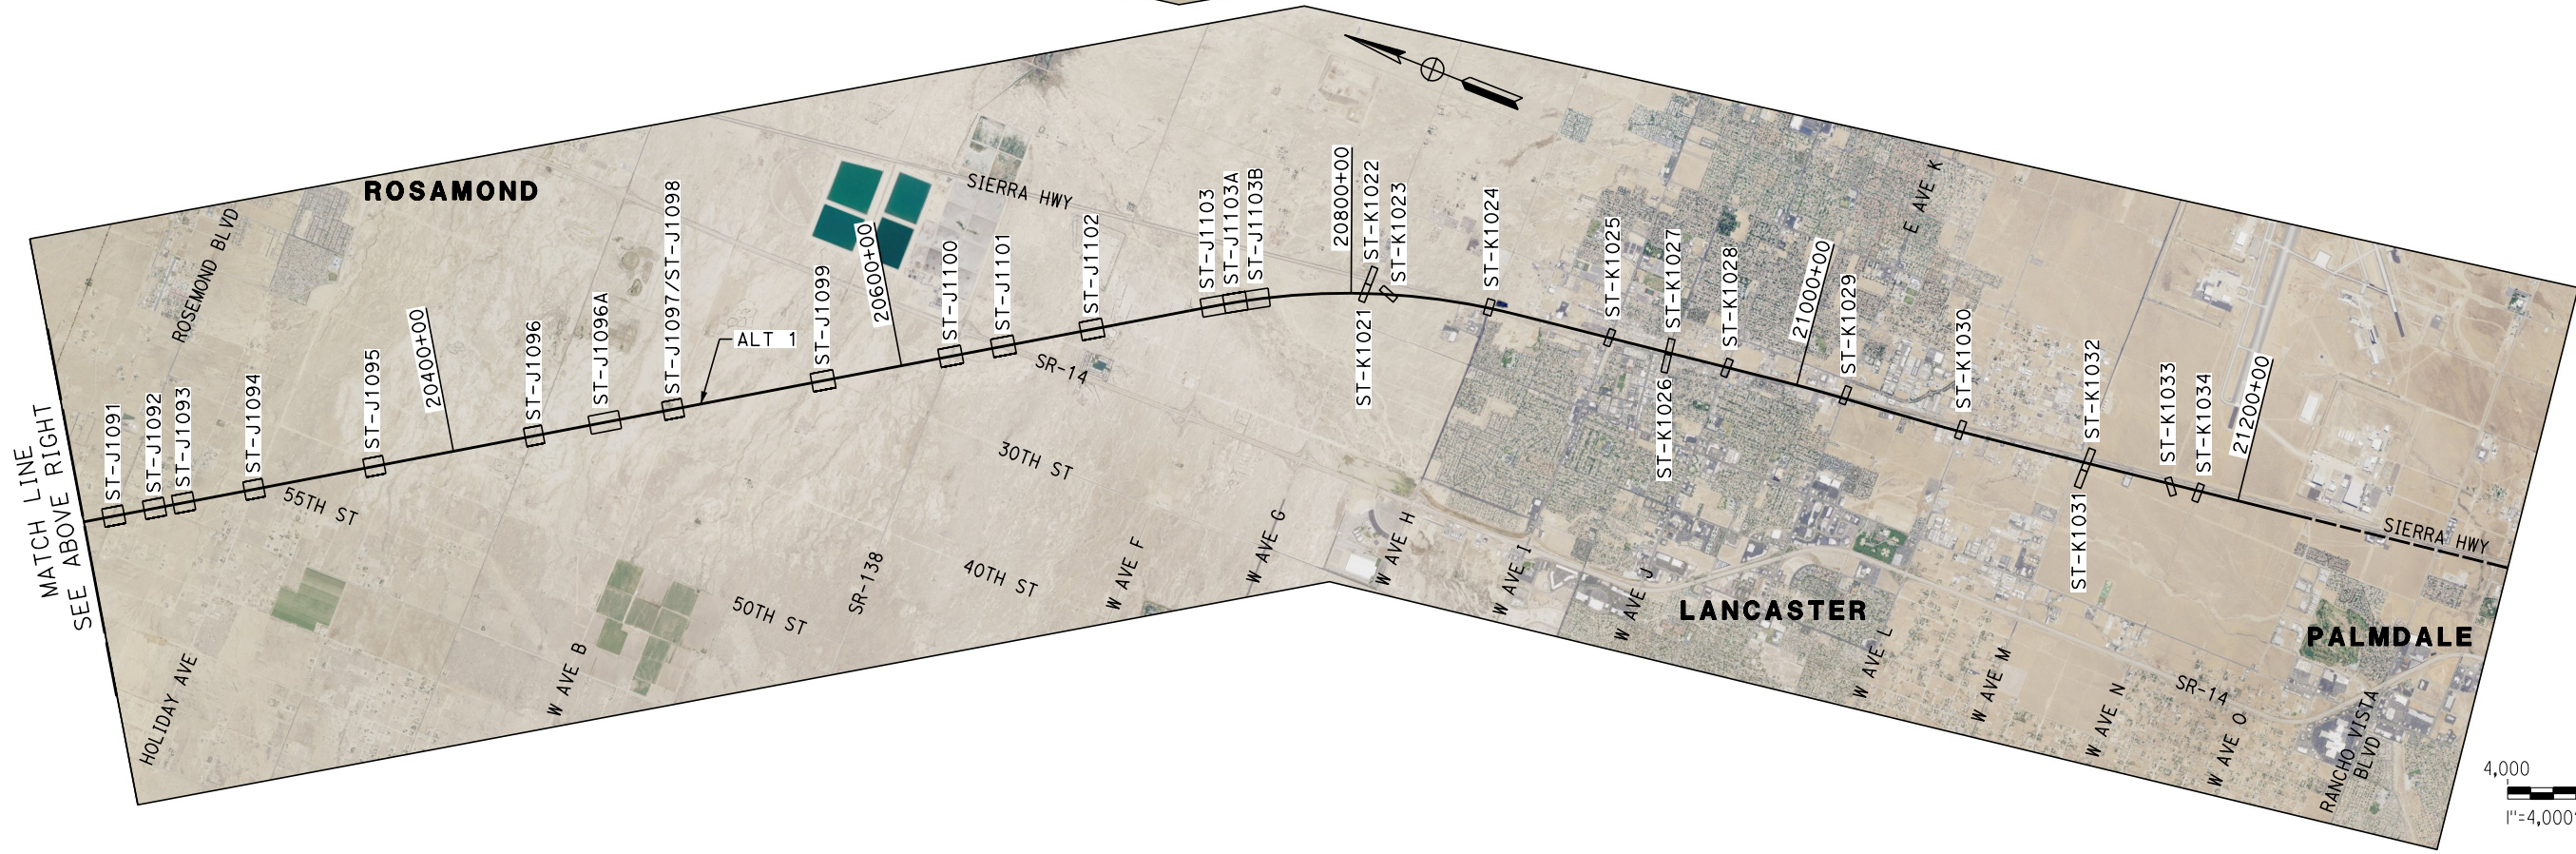 ROSAMOND
ROSEMOND BLVD
SIERRA HWY
MATCH LINE
SEE ABOVE RIGHT
ST-J1091
ST-J1092
ST-J1093
ST-J1094
ST-J1095
20400+00
ST-J1096
ST-J1096A
ST-J1097/ST-J1098
ALT 1
ST-J1099
20600+00
ST-J1100
ST-J1101
ST-J1102
ST-J1103
ST-J1103A
ST-J1103B
20800+00
ST-K1021
ST-K1022
ST-K1023
ST-K1024
ST-K1025
ST-K1026
ST-K1027
ST-K1028
21000+00
ST-K1029
E AVE K
ST-K1030
ST-K1031
ST-K1032
ST-K1033
ST-K1034
21200+00
SIERRA HWY
55TH ST
SR-14
30TH ST
40TH ST
50TH ST
SR-138
HOLIDAY AVE
W AVE B
W AVE F
W AVE G
W AVE H
W AVE I
W AVE J
LANCASTER
W AVE L
W AVE M
W AVE N
W AVE O
SR-14
PALMDALE
RANCHO VISTA
BLVD
4,000